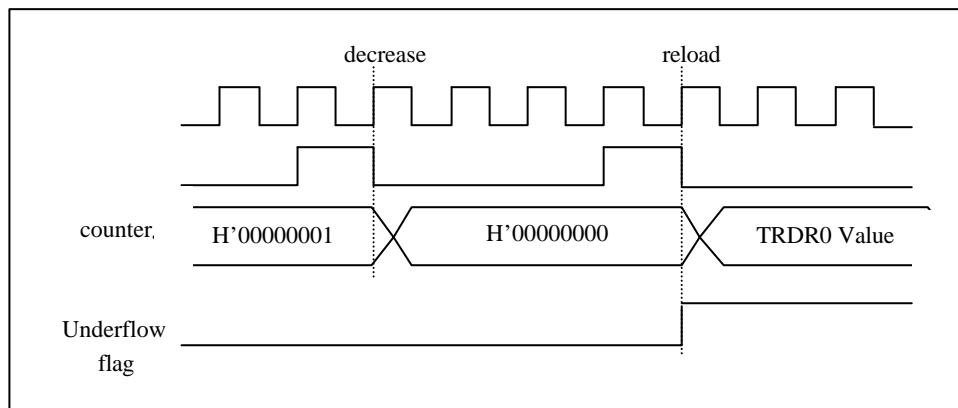 decrease
reload
counter
H'00000001
H'00000000
TRDR0 Value
Underflow
flag